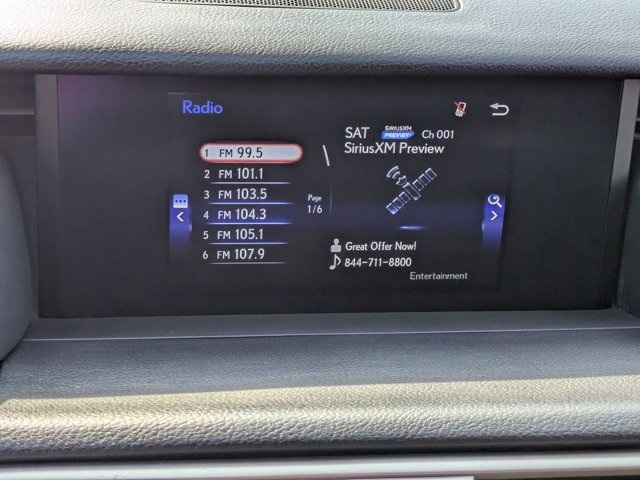 Radio
SAT SIRIUSXM PREVIEW Ch 001
SiriusXM Preview
1 FM 99.5
2 FM 101.1
3 FM 103.5
4 FM 104.3
5 FM 105.1
6 FM 107.9
Page
1/6
Great Offer Now!
844-711-8800
Entertainment